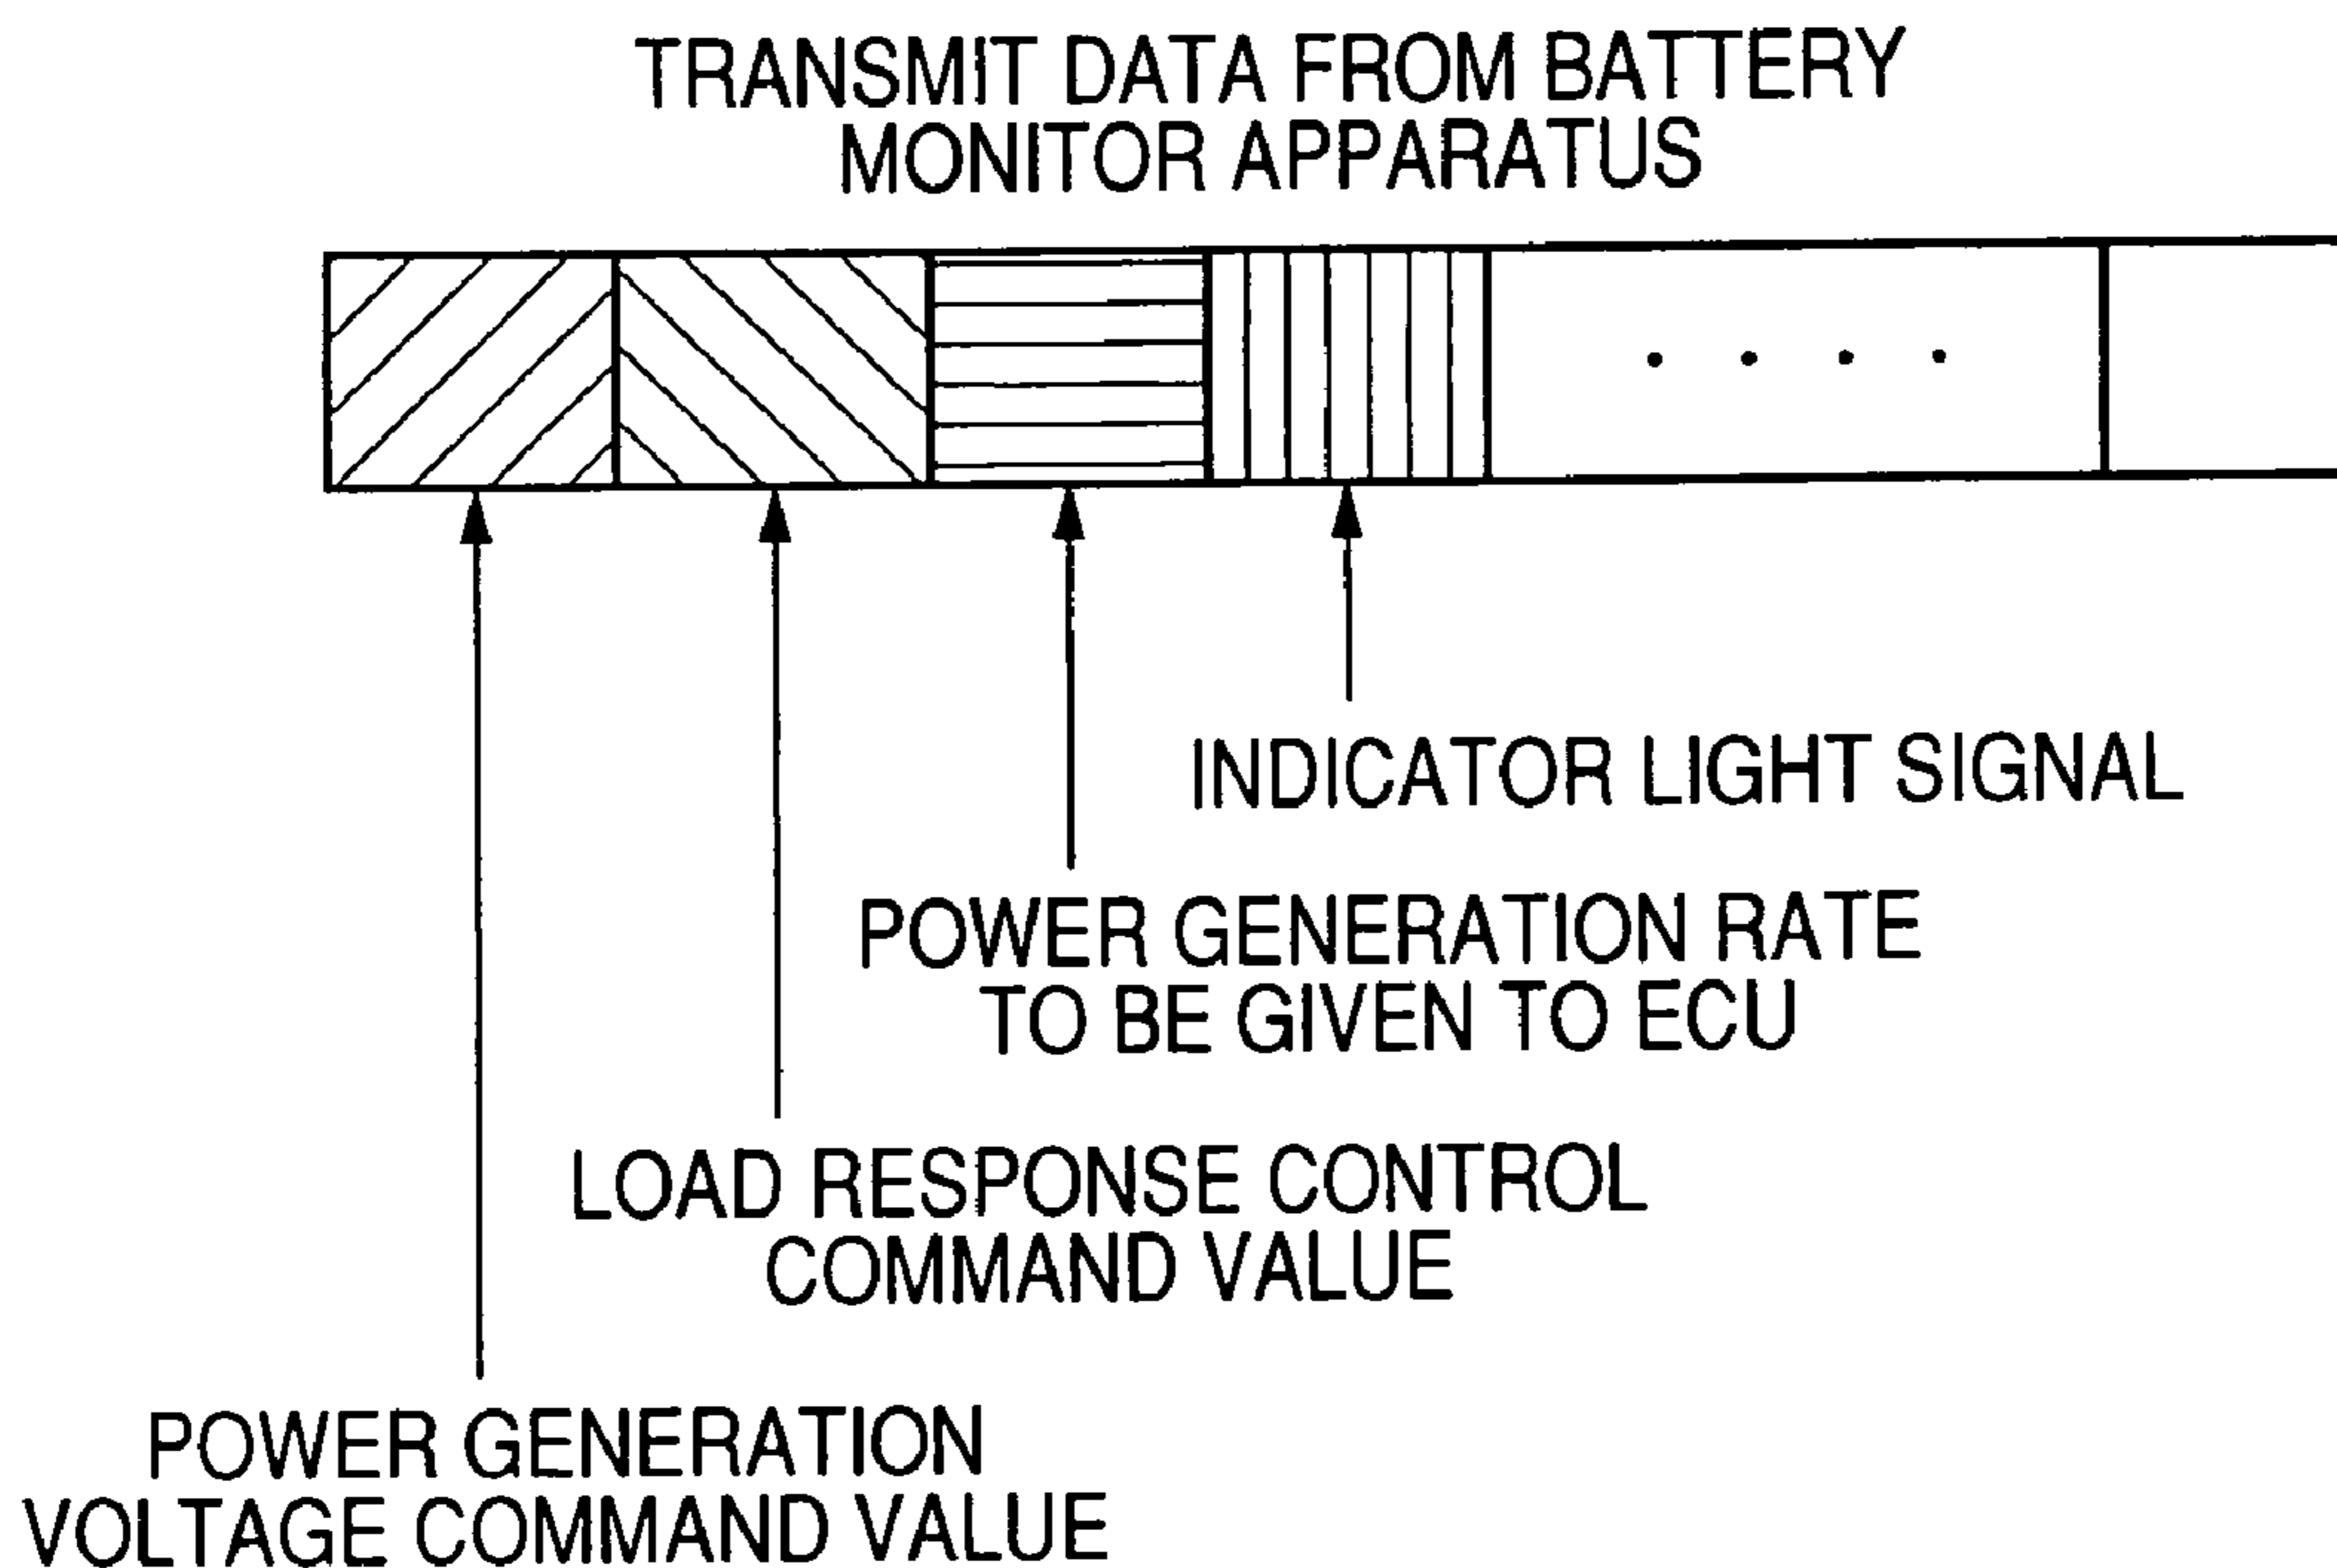 TRANSMIT DATA FROM BATTERY
MONITOR APPARATUS
INDICATOR LIGHT SIGNAL
POWER GENERATION RATE
TO BE GIVEN TO ECU
LOAD RESPONSE CONTROL
COMMAND VALUE
POWER GENERATION
VOLTAGE COMMAND VALUE